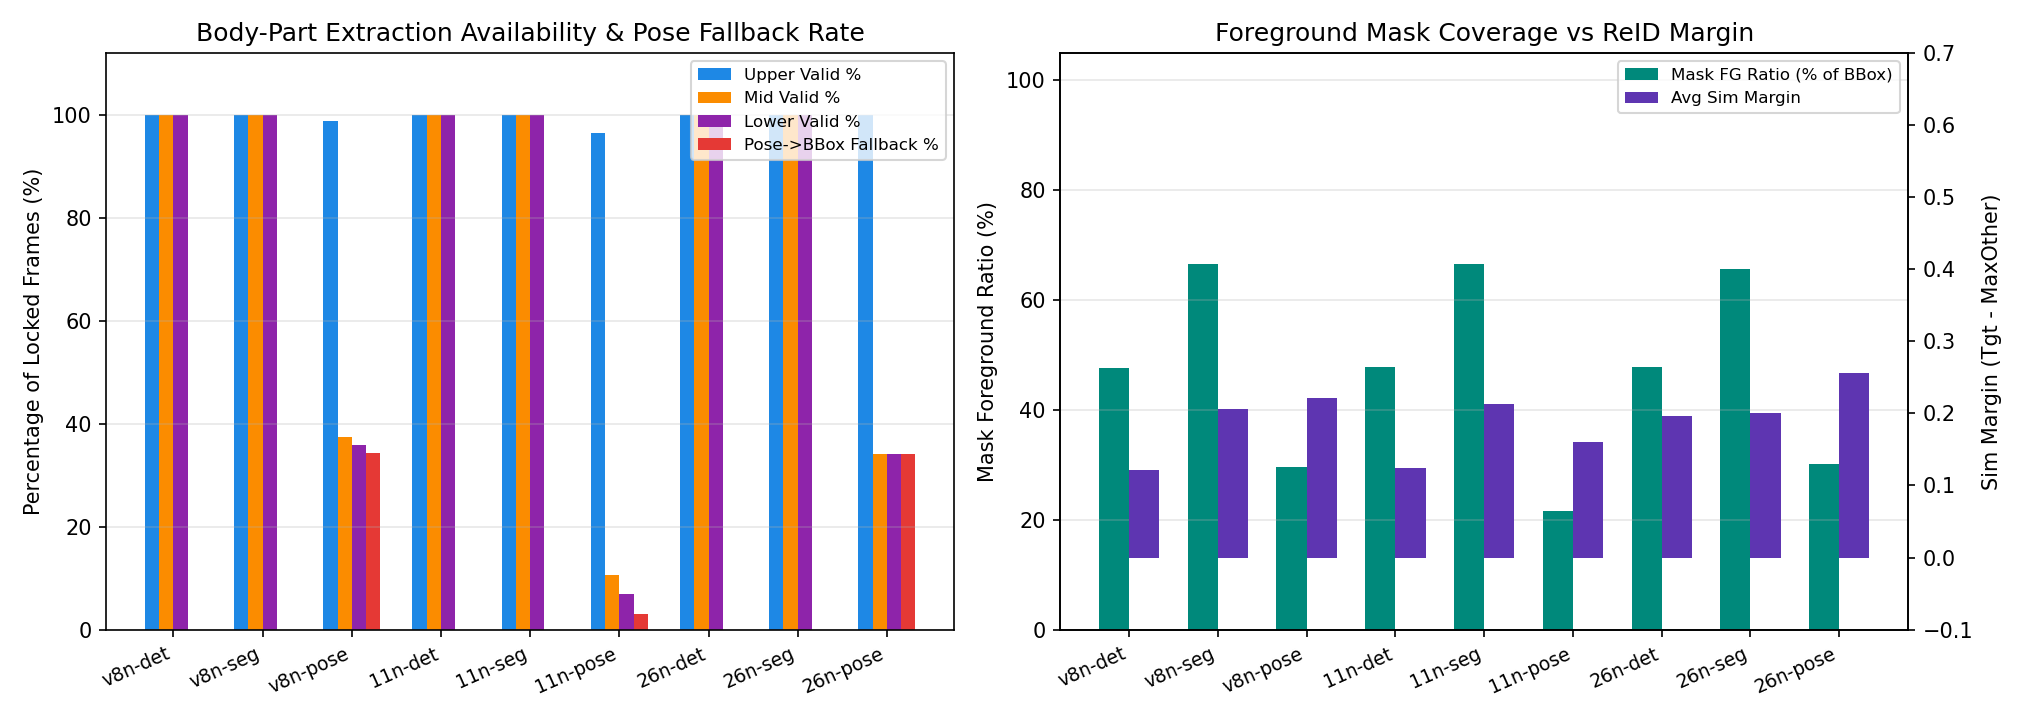 Body-Part Extraction Availability & Pose Fallback Rate
Upper Valid %
Mid Valid %
Lower Valid %
Pose->BBox Fallback %
Percentage of Locked Frames (%)
100
80
60
40
20
0
v8n-det
v8n-seg
v8n-pose
11n-det
11n-seg
11n-pose
26n-det
26n-seg
26n-pose
Foreground Mask Coverage vs ReID Margin
Mask FG Ratio (% of BBox)
Avg Sim Margin
Mask Foreground Ratio (%)
100
80
60
40
20
0
v8n-det
v8n-seg
v8n-pose
11n-det
11n-seg
11n-pose
26n-det
26n-seg
26n-pose
0.7
0.6
0.5
0.4
0.3
0.2
0.1
0.0
−0.1
Sim Margin (Tgt - MaxOther)